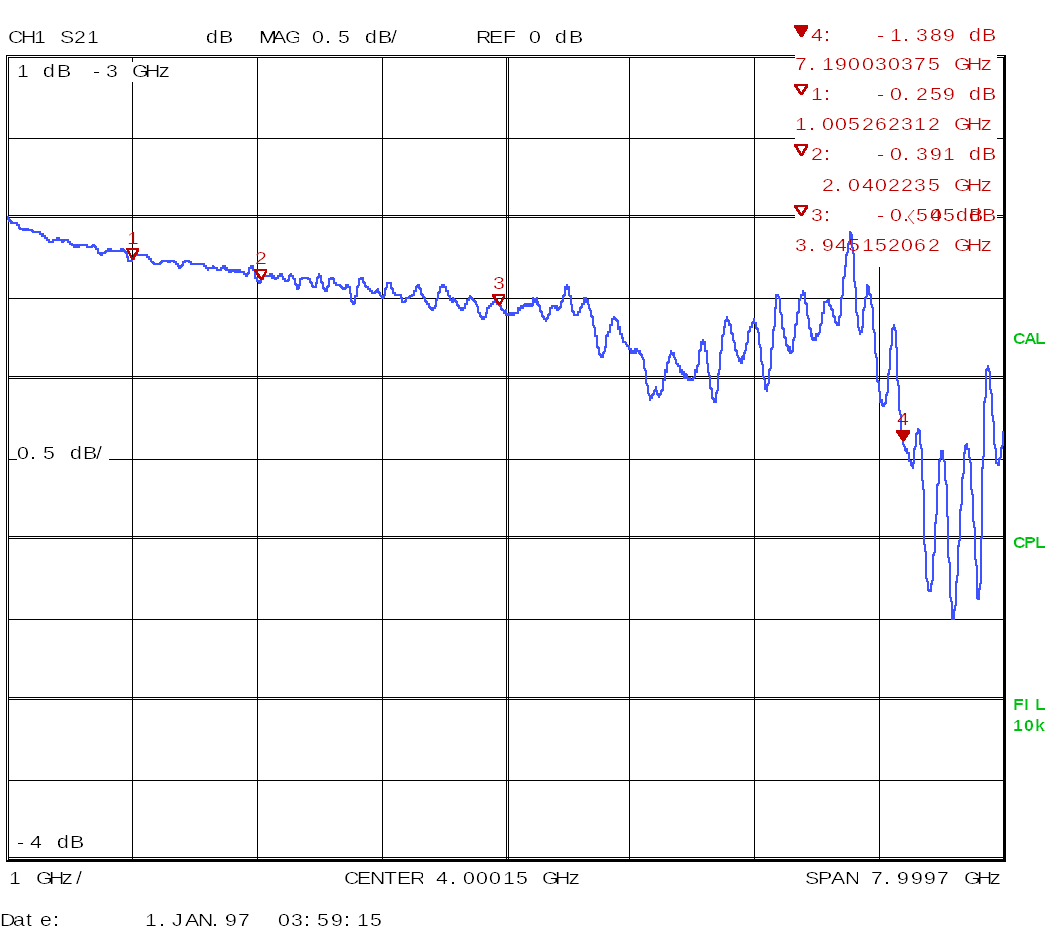 CH1 S21 dB MAG 0.5 dB/ REF 0 dB
4: -1.389 dB
7.190030375 GHz
1: -0.259 dB
1.005262312 GHz
2: -0.391 dB
2.0402235 GHz
3: dB
3.945152062 GHz
1 dB -3 GHz
1
2
3
4
0.5 dB/
-4 dB
CAL
CPL
FIL
10k
1 GHz/ CENTER 4.00015 GHz SPAN 7.9997 GHz
Date: 1.JAN.97 03:59:15